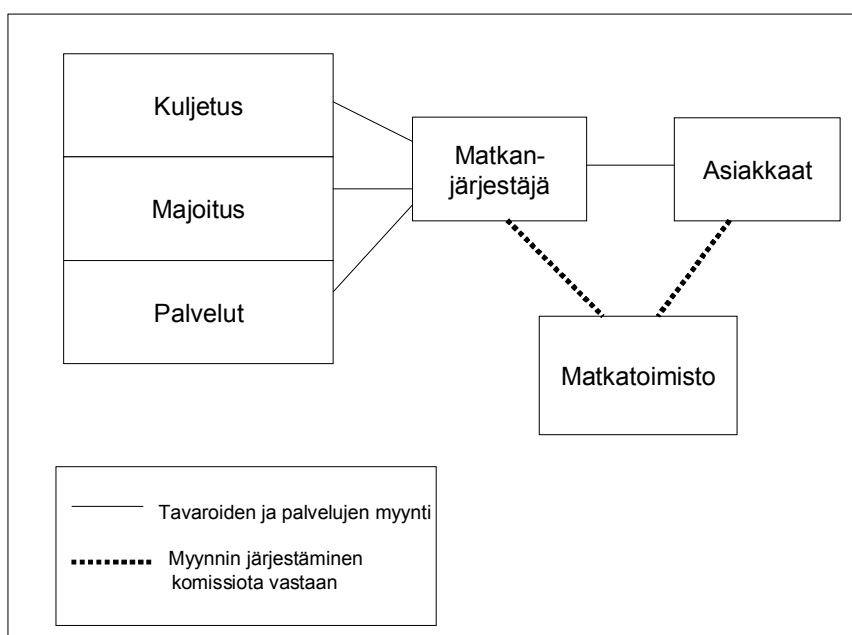 Kuljetus
Majoitus
Palvelut
Matkan-
järjestäjä
Asiakkaat
Matkatoimisto
Tavaroiden ja palvelujen myynti
Myynnin järjestäminen
komissiota vastaan